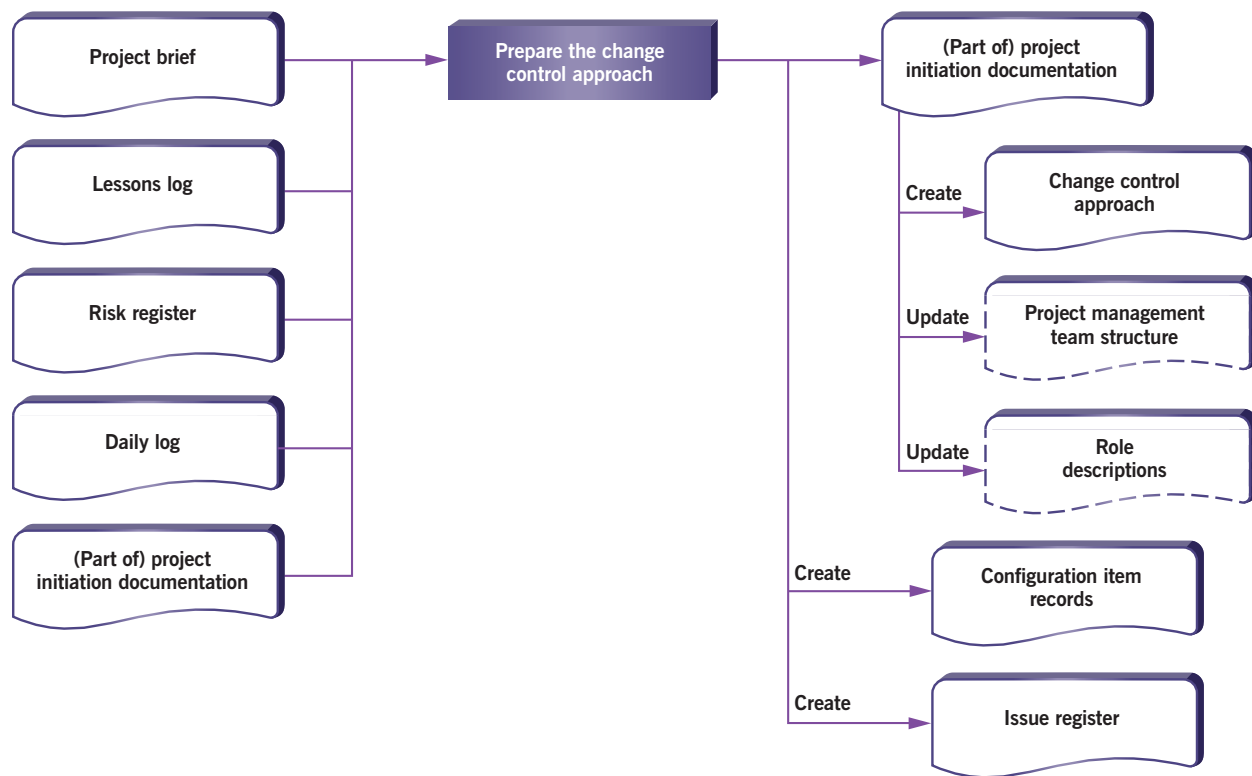 Project brief
Lessons log
Risk register
Daily log
(Part of) project
initiation documentation
Prepare the change
control approach
(Part of) project
initiation documentation
Create
Change control
approach
Update
Project management
team structure
Update
Role
descriptions
Create
Configuration item
records
Create
Issue register